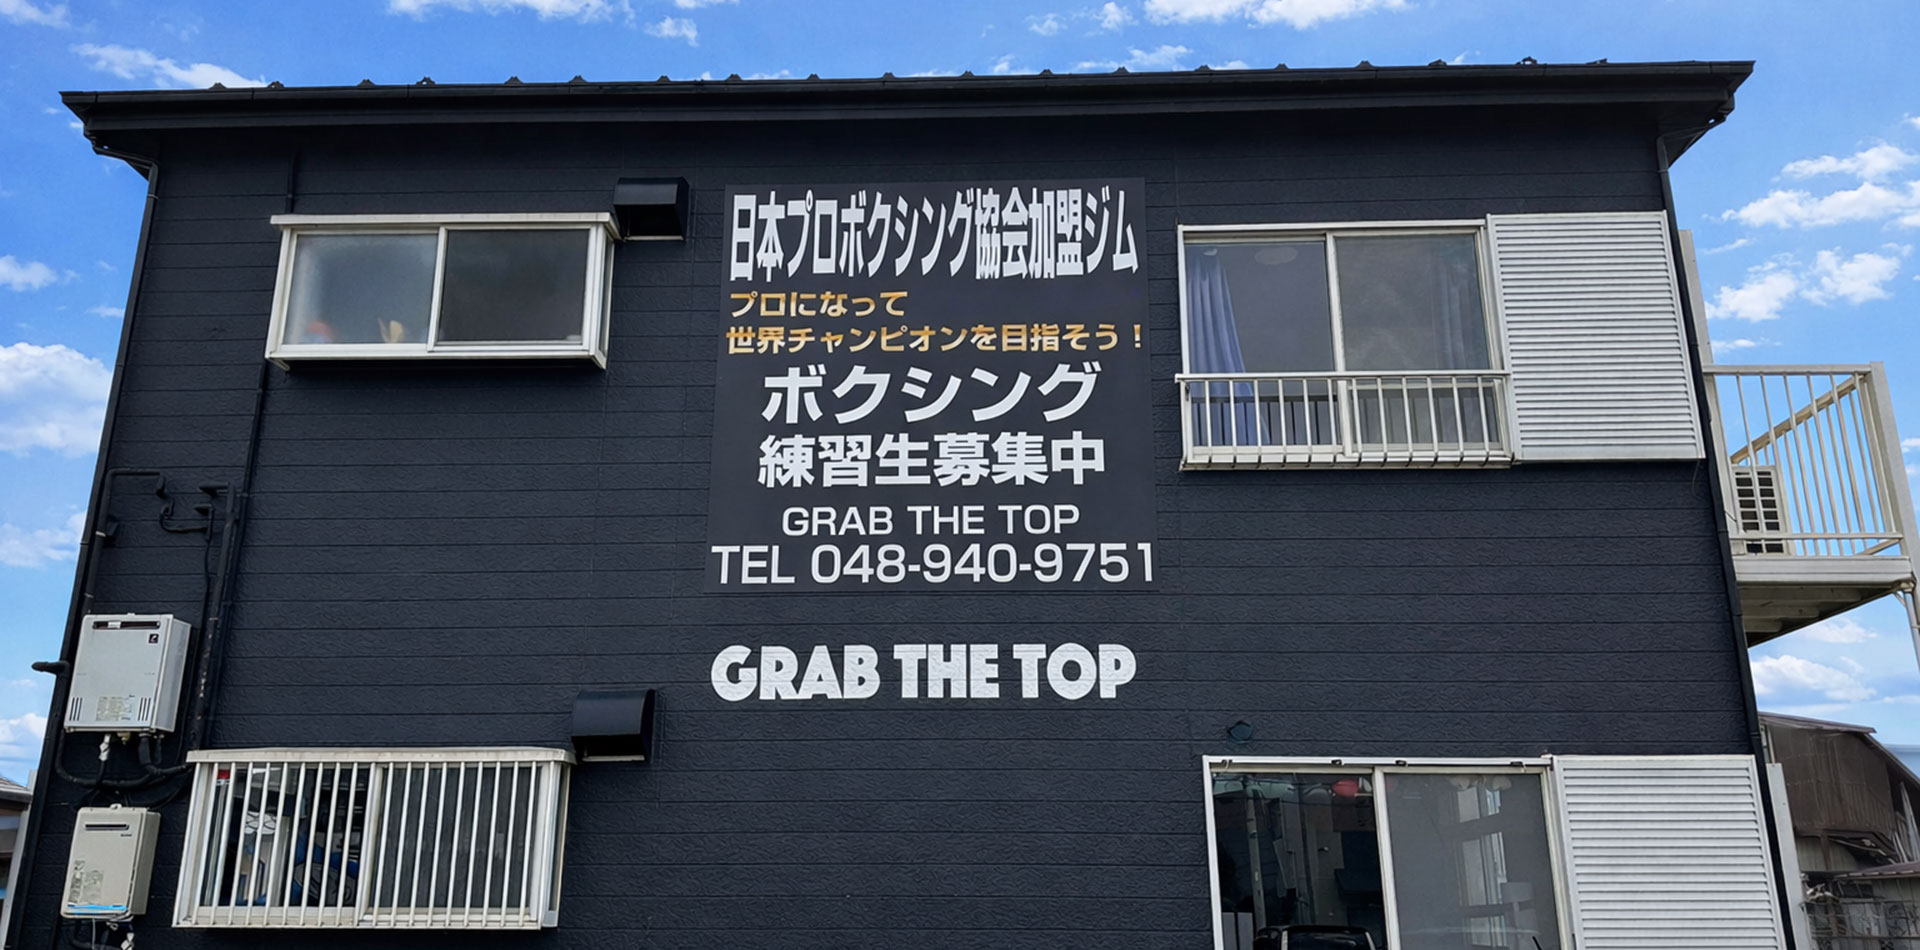 日本プロボクシング協会加盟ジム
プロになって
世界チャンピオンを目指そう！
ボクシング
練習生募集中
GRAB THE TOP
TEL 048-940-9751
GRAB THE TOP